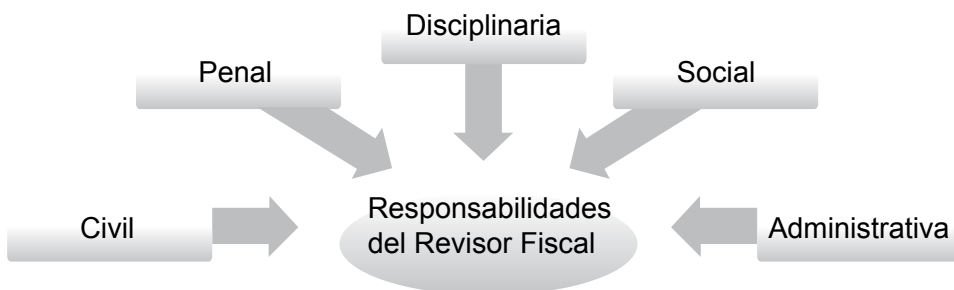 Disciplinaria
Penal
Social
Civil
Responsabilidades
del Revisor Fiscal
Administrativa